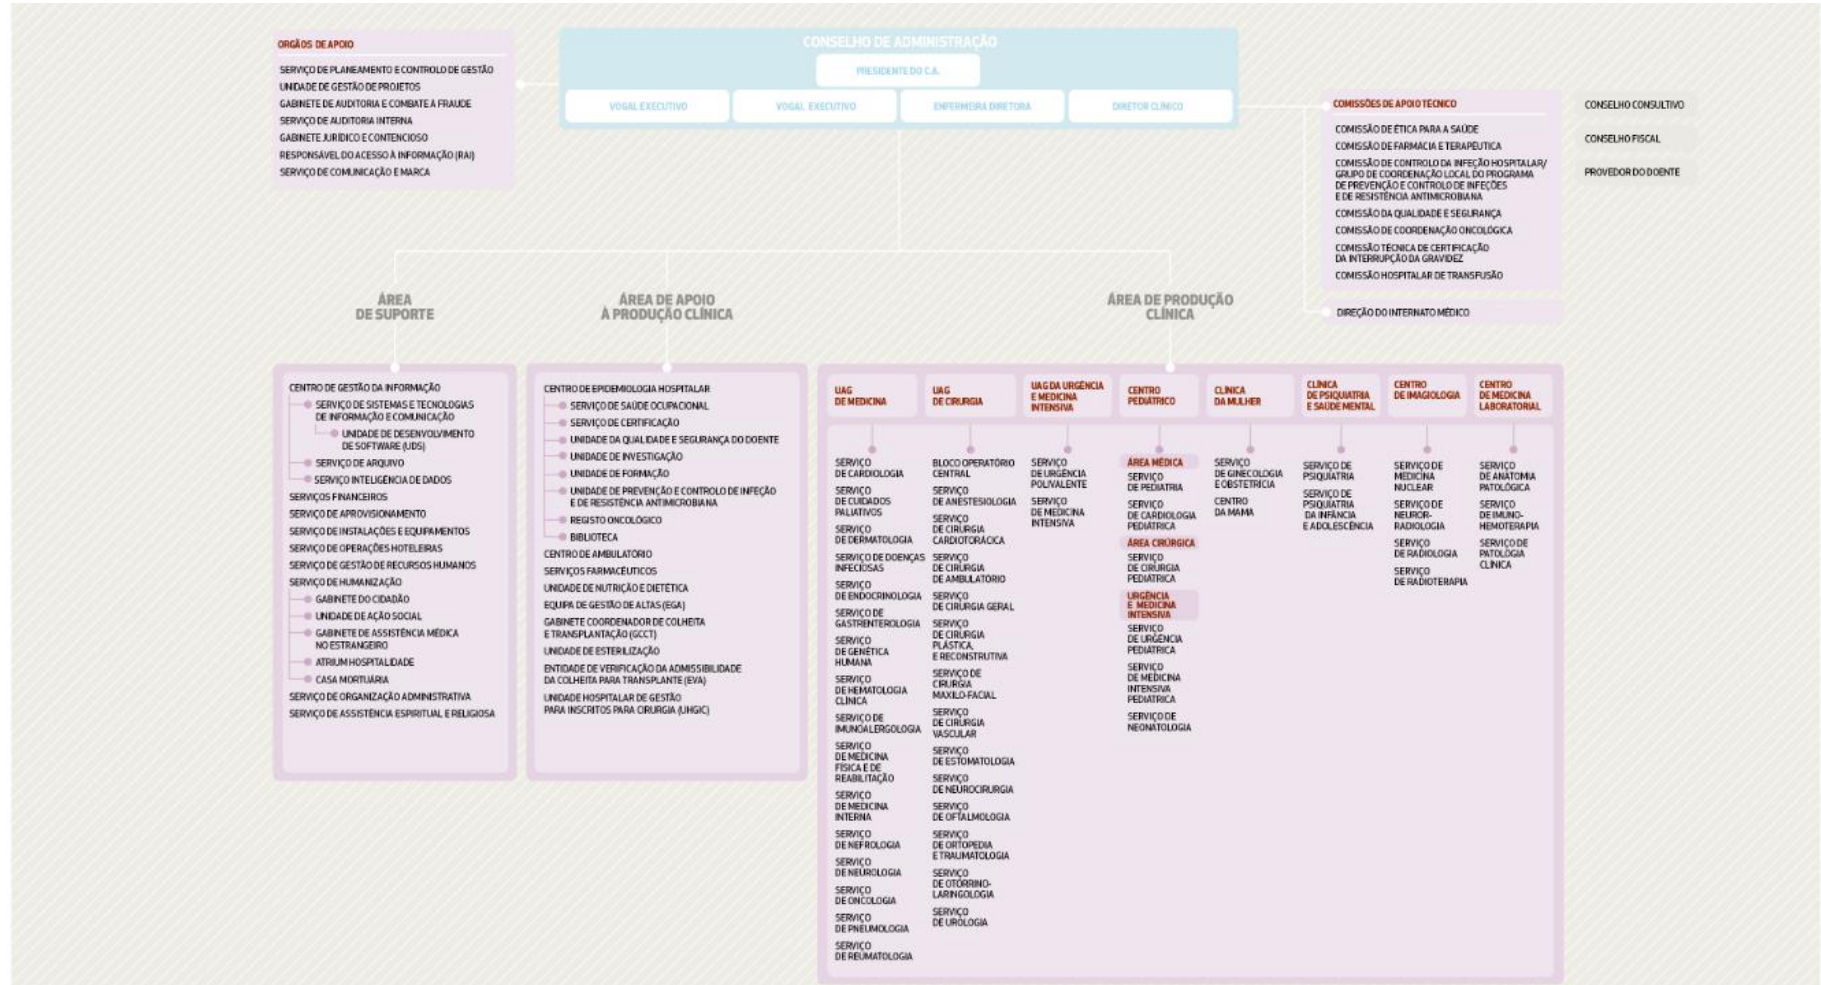 ORGÃOS DE APOIO
SERVIÇO DE PLANEAMENTO E CONTROLO DE GESTÃO
UNIDADE DE GESTÃO DE PROJETOS
GABINETE DE AUDITORIA E COMBATE A FRAUDE
SERVIÇO DE AUDITORIA INTERNA
GABINETE JURÍDICO E CONTENCIOSO
RESPONSÁVEL DO ACESSO À INFORMAÇÃO (RAI)
SERVIÇO DE COMUNICAÇÃO E MARCA
CONSELHO DE ADMINISTRAÇÃO
PRESIDENTE DO C.A.
VOGAL EXECUTIVO
VOGAL EXECUTIVO
ENFERMEIRA DIRETORA
DIRETOR CLÍNICO
COMISSÕES DE APOIO TÉCNICO
COMISSÃO DE ÉTICA PARA A SAÚDE
COMISSÃO DE FARMÁCIA E TERAPÊUTICA
COMISSÃO DE CONTROLO DA INFEÇÃO HOSPITALAR/
GRUPO DE COORDENAÇÃO LOCAL DO PROGRAMA
DE PREVENÇÃO E CONTROLO DE INFEÇÕES
E DE RESISTÊNCIA ANTIMICROBIANA
COMISSÃO DA QUALIDADE E SEGURANÇA
COMISSÃO DE COORDENAÇÃO ONCOLÓGICA
COMISSÃO TÉCNICA DE CERTIFICAÇÃO
DA INTERRUPÇÃO DA GRAVIDEZ
COMISSÃO HOSPITALAR DE TRANSFUSÃO
DIREÇÃO DO INTERNATO MÉDICO
CONSELHO CONSULTIVO
CONSELHO FISCAL
PROVEDOR DO DOENTE
ÁREA
DE SUPORTE
CENTRO DE GESTÃO DA INFORMAÇÃO
SERVIÇO DE SISTEMAS E TECNOLOGIAS
DE INFORMAÇÃO E COMUNICAÇÃO
UNIDADE DE DESENVOLVIMENTO
DE SOFTWARE (UDS)
SERVIÇO DE ARQUIVO
SERVIÇO INTELIGÊNCIA DE DADOS
SERVIÇOS FINANCEIROS
SERVIÇO DE APROVISIONAMENTO
SERVIÇO DE INSTALAÇÕES E EQUIPAMENTOS
SERVIÇO DE OPERAÇÕES HOTELEIRAS
SERVIÇO DE GESTÃO DE RECURSOS HUMANOS
SERVIÇO DE HUMANIZAÇÃO
GABINETE DO CIDADÃO
UNIDADE DE AÇÃO SOCIAL
GABINETE DE ASSISTÊNCIA MÉDICA
NO ESTRANGEIRO
ATRIUM HOSPITALIDADE
CASA MORTUÁRIA
SERVIÇO DE ORGANIZAÇÃO ADMINISTRATIVA
SERVIÇO DE ASSISTÊNCIA ESPIRITUAL E RELIGIOSA
ÁREA DE APOIO
À PRODUÇÃO CLÍNICA
CENTRO DE EPIDEMIOLOGIA HOSPITALAR
SERVIÇO DE SAÚDE OCUPACIONAL
SERVIÇO DE CERTIFICAÇÃO
UNIDADE DA QUALIDADE E SEGURANÇA DO DOENTE
UNIDADE DE INVESTIGAÇÃO
UNIDADE DE FORMAÇÃO
UNIDADE DE PREVENÇÃO E CONTROLO DE INFEÇÃO
E DE RESISTÊNCIA ANTIMICROBIANA
REGISTO ONCOLÓGICO
BIBLIOTECA
CENTRO DE AMBULATÓRIO
SERVIÇOS FARMACÊUTICOS
UNIDADE DE NUTRIÇÃO E DIETÉTICA
EQUIPA DE GESTÃO DE ALTAS (EGA)
GABINETE COORDENADOR DE COLHEITA
E TRANSPLANTAÇÃO (GCCT)
UNIDADE DE ESTERILIZAÇÃO
ENTIDADE DE VERIFICAÇÃO DA ADMISSIBILIDADE
DA COLHEITA PARA TRANSPLANTE (EVA)
UNIDADE HOSPITALAR DE GESTÃO
PARA INSCRITOS PARA CIRURGIA (UHGIC)
ÁREA DE PRODUÇÃO
CLÍNICA
UAG
DE MEDICINA
SERVIÇO
DE CARDIOLOGIA
SERVIÇO
DE CUIDADOS
PALIATIVOS
SERVIÇO
DE DERMATOLOGIA
SERVIÇO DE DOENÇAS
INFECIOSAS
SERVIÇO
DE ENDOCRINOLOGIA
SERVIÇO DE
GASTRENTEROLOGIA
SERVIÇO
DE GENÉTICA
HUMANA
SERVIÇO
DE HEMATOLOGIA
CLÍNICA
SERVIÇO DE
IMUNOALERGOLOGIA
SERVIÇO
DE MEDICINA
FÍSICA E DE
REABILITAÇÃO
SERVIÇO
DE MEDICINA
INTERNA
SERVIÇO
DE NEFROLOGIA
SERVIÇO
DE NEUROLOGIA
SERVIÇO
DE ONCOLOGIA
SERVIÇO
DE PNEUMOLOGIA
SERVIÇO
DE REUMATOLOGIA
UAG
DE CIRURGIA
BLOCO OPERATÓRIO
CENTRAL
SERVIÇO
DE ANESTESIOLOGIA
SERVIÇO
DE CIRURGIA
CARDIOTORÁCICA
SERVIÇO
DE CIRURGIA
DE AMBULATÓRIO
SERVIÇO
DE CIRURGIA GERAL
SERVIÇO
DE CIRURGIA
PLÁSTICA,
E RECONSTRUTIVA
SERVIÇO DE
CIRURGIA
MAXILO-FACIAL
SERVIÇO
DE CIRURGIA
VASCULAR
SERVIÇO
DE ESTOMATOLOGIA
SERVIÇO
DE NEUROCIRURGIA
SERVIÇO
DE OFTALMOLOGIA
SERVIÇO
DE ORTOPEDIA
E TRAUMATOLOGIA
SERVIÇO
DE OTORRINO-
LARINGOLOGIA
SERVIÇO
DE UROLOGIA
UAG DA URGÊNCIA
E MEDICINA
INTENSIVA
SERVIÇO
DE URGÊNCIA
POLIVALENTE
SERVIÇO
DE MEDICINA
INTENSIVA
CENTRO
PEDIÁTRICO
ÁREA MÉDICA
SERVIÇO
DE PEDIATRIA
SERVIÇO
DE CARDIOLOGIA
PEDIÁTRICA
ÁREA CIRÚRGICA
SERVIÇO
DE CIRURGIA
PEDIÁTRICA
URGÊNCIA
E MEDICINA
INTENSIVA
SERVIÇO
DE URGÊNCIA
PEDIÁTRICA
SERVIÇO
DE MEDICINA
INTENSIVA
PEDIÁTRICA
SERVIÇO DE
NEONATOLOGIA
CLÍNICA
DA MULHER
SERVIÇO
DE GINECOLOGIA
E OBSTETRÍCIA
CENTRO
DA MAMA
CLÍNICA
DE PSIQUIATRIA
E SAÚDE MENTAL
SERVIÇO DE
PSIQUIATRIA
SERVIÇO DE
PSIQUIATRIA
DA INFÂNCIA
E ADOLESCÊNCIA
CENTRO
DE IMAGIOLOGIA
SERVIÇO DE
MEDICINA
NUCLEAR
SERVIÇO DE
NEUROR-
RADIOLOGIA
SERVIÇO
DE RADIOLOGIA
SERVIÇO
DE RADIOTERAPIA
CENTRO
DE MEDICINA
LABORATORIAL
SERVIÇO
DE ANATOMIA
PATOLÓGICA
SERVIÇO
DE IMUNO-
HEMOTERAPIA
SERVIÇO DE
PATOLOGIA
CLÍNICA